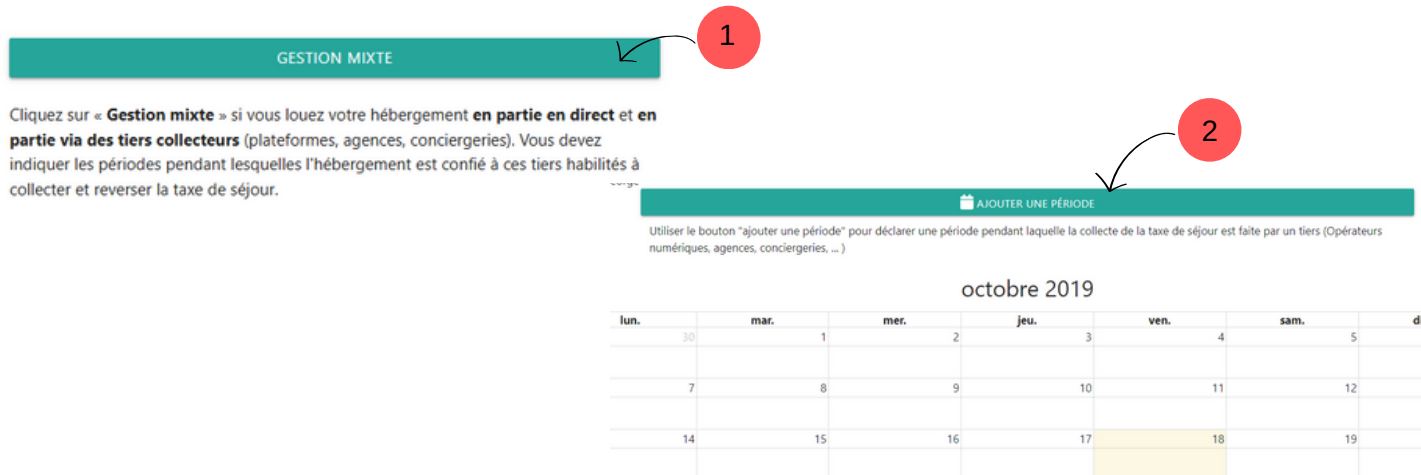 1
GESTION MIXTE
Cliquez sur « Gestion mixte » si vous louez votre hébergement en partie en direct et en
partie via des tiers collecteurs (plateformes, agences, conciergeries). Vous devez
indiquer les périodes pendant lesquelles l'hébergement est confié à ces tiers habilités à
collecter et reverser la taxe de séjour.
2
AJOUTER UNE PÉRIODE
Utiliser le bouton "ajouter une période" pour déclarer une période pendant laquelle la collecte de la taxe de séjour est faite par un tiers (Opérateurs
numériques, agences, conciergeries, ... )
octobre 2019
lun. mar. mer. jeu. ven. sam. d
30 1 2 3 4 5
7 8 9 10 11 12
14 15 16 17 18 19